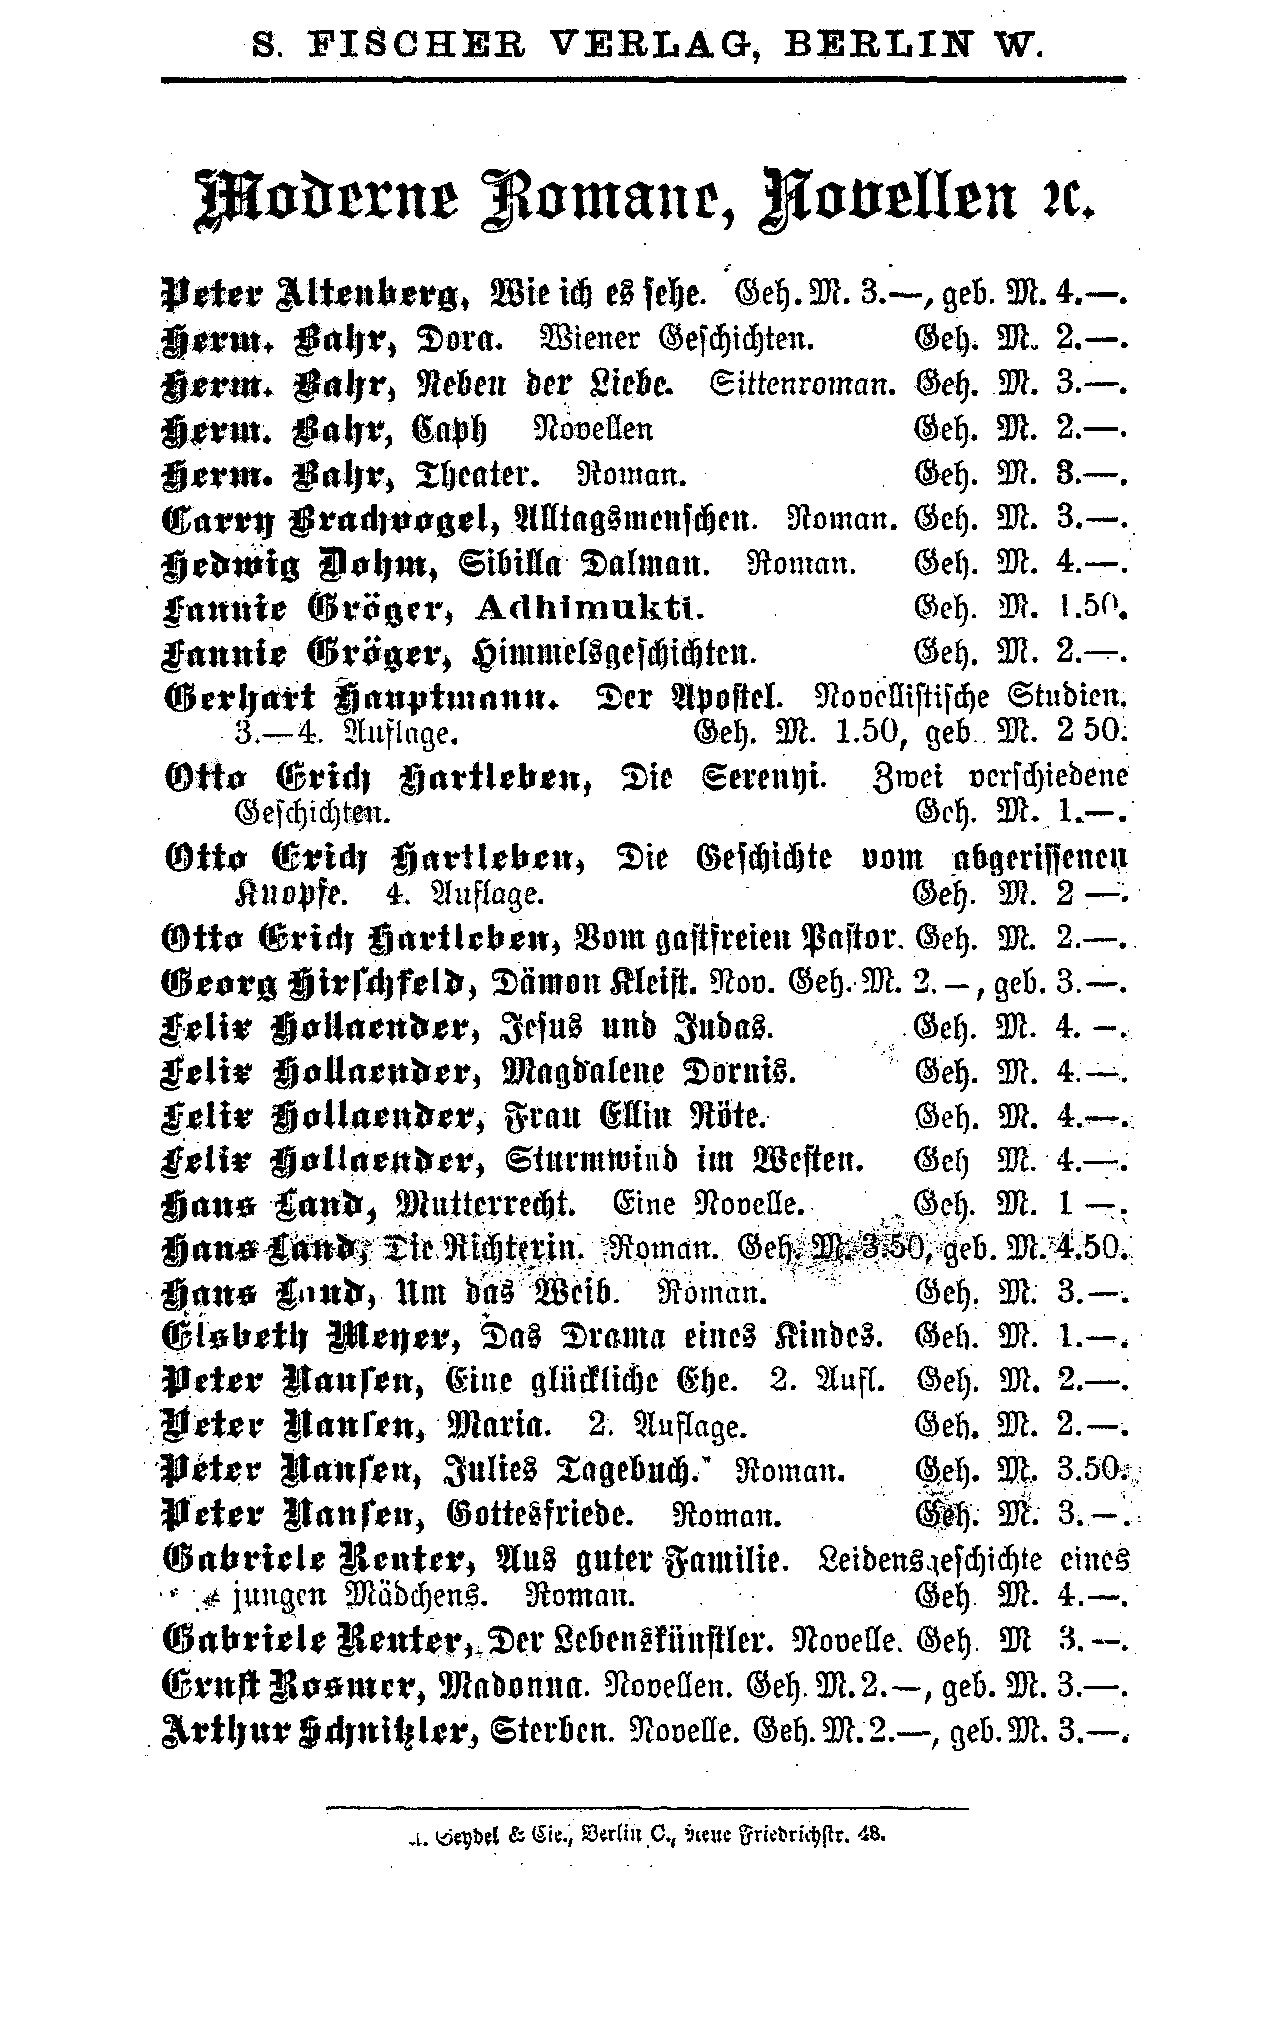 S. FISCHER VERLAG, BERLIN W.
Moderne Romane, Novellen ꝛc.
Peter Altenberg, Wie ich es sehe. Geh. M. 3.—, geb. M. 4.—.
Herm. Bahr, Dora. Wiener Geschichten. Geh. M. 2.—.
Herm. Bahr, Neben der Liebe. Sittenroman. Geh. M. 3.—.
Herm. Bahr, Caph Novellen Geh. M. 2.—.
Herm. Bahr, Theater. Roman. Geh. M. 3.—.
Carry Brachvogel, Alltagsmenschen. Roman. Geh. M. 3.—.
Hedwig Dohm, Sibilla Dalmar. Roman. Geh. M. 4.—.
Fannie Gröger, Adhimukti. Geh. M. 1.50.
Fannie Gröger, Himmelsgeschichten. Geh. M. 2.—.
Gerhart Hauptmann. Der Apostel. Novellistische Studien.
3.—4. Auflage. Geh. M. 1.50, geb. M. 2 50.
Otto Erich Hartleben, Die Serenyi. Zwei verschiedene
Geschichten. Geh. M. 1.—.
Otto Erich Hartleben, Die Geschichte vom abgerissenen
Knopfe. 4. Auflage. Geh. M. 2 —.
Otto Erich Hartleben, Vom gastfreien Pastor. Geh. M. 2.—.
Georg Hirschfeld, Dämon Kleist. Nov. Geh. M. 2.—, geb. 3.—.
Felix Hollaender, Jesus und Judas. Geh. M. 4.—.
Felix Hollaender, Magdalene Dornis. Geh. M. 4.—.
Felix Hollaender, Frau Ellin Röte. Geh. M. 4.—.
Felix Hollaender, Sturmwind im Westen. Geh M. 4.—.
Hans Land, Mutterrecht. Eine Novelle. Geh. M. 1 —.
Hans Land, Die Richterin. Roman. Geh. M. 3.50, geb. M. 4.50.
Hans Land, Um das Weib. Roman. Geh. M. 3.—.
Elsbeth Meyer, Das Drama eines Kindes. Geh. M. 1.—.
Peter Nansen, Eine glückliche Ehe. 2. Aufl. Geh. M. 2.—.
Peter Nansen, Maria. 2. Auflage. Geh. M. 2.—.
Peter Nansen, Julies Tagebuch. Roman. Geh. M. 3.50.
Peter Nansen, Gottesfriede. Roman. Geh. M. 3.—.
Gabriele Reuter, Aus guter Familie. Leidensgeschichte eines
jungen Mädchens. Roman. Geh. M. 4.—.
Gabriele Reuter, Der Lebenskünstler. Novelle. Geh. M 3.—.
Ernst Rosmer, Madonna. Novellen. Geh. M. 2.—, geb. M. 3.—.
Arthur Schnitzler, Sterben. Novelle. Geh. M. 2.—, geb. M. 3.—.
A. Seydel & Cie., Berlin C., Neue Friedrichstr. 48.